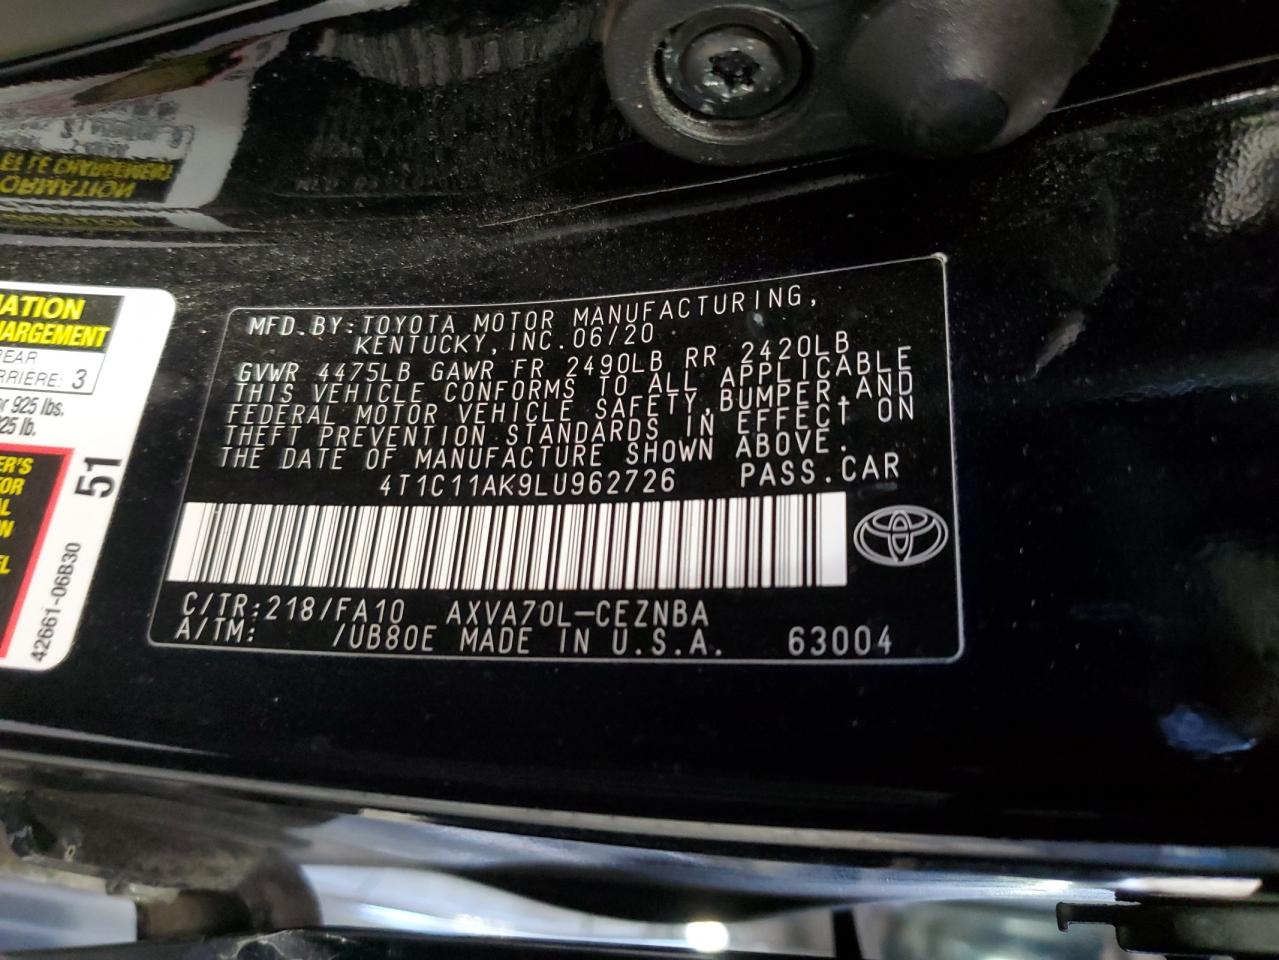 MFD.BY:TOYOTA MOTOR MANUFACTURING,
KENTUCKY,INC.06/20
GVWR 4475LB GAWR FR 2490LB RR 2420LB
THIS VEHICLE CONFORMS TO ALL APPLICABLE
FEDERAL MOTOR VEHICLE SAFETY,BUMPER,AND
THEFT PREVENTION STANDARDS IN EFFECT ON
THE DATE OF MANUFACTURE SHOWN ABOVE.
4T1C11AK9LU962726 PASS.CAR
C/TR:218/FA10 AXVA70L-CEZNBA
A/TM: /UB80E MADE IN U.S.A. 63004
ARGEMENT
REAR
3
925 lbs.
51
42661-06B30